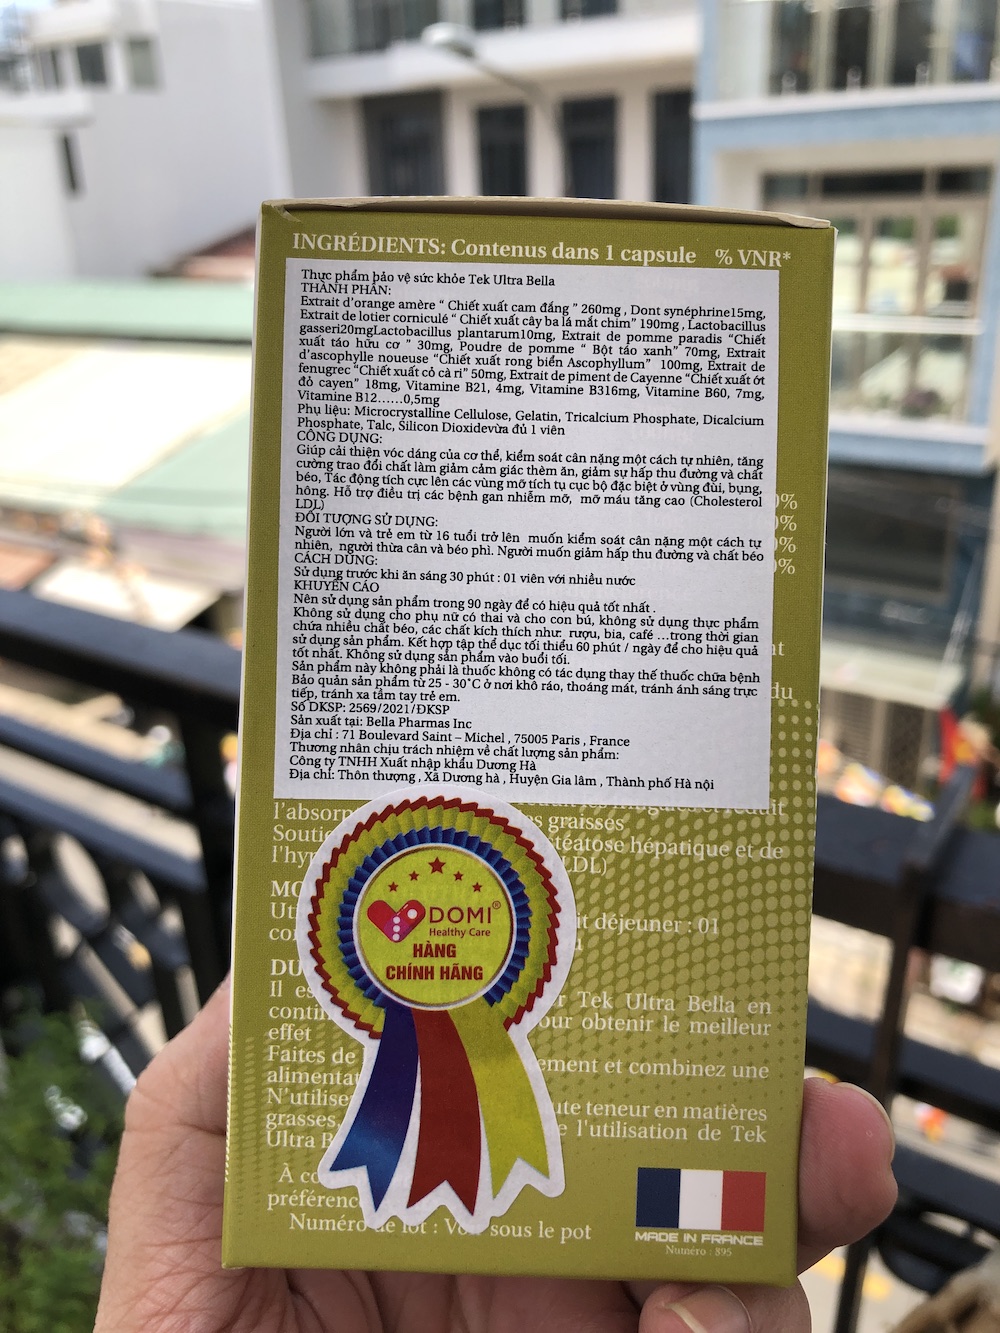 INGRÉDIENTS: Contenus dans 1 capsule % VNR*
Thực phẩm bảo vệ sức khỏe Tek Ultra Bella
THÀNH PHẦN:
Extrait d'orange amère “ Chiết xuất cam đắng ” 260mg , Dont synéphrine15mg,
Extrait de lotier corniculé “ Chiết xuất cây ba lá mắt chim” 190mg , Lactobacillus
gasseri20mgLactobacillus plantarum10mg, Extrait de pomme paradis “Chiết
xuất táo hữu cơ ” 30mg, Poudre de pomme “ Bột táo xanh” 70mg, Extrait
d'ascophylle noueuse “Chiết xuất rong biển Ascophyllum” 100mg, Extrait de
fenugrec “Chiết xuất cỏ cà ri” 50mg, Extrait de piment de Cayenne “Chiết xuất ớt
đỏ cayen” 18mg, Vitamine B21, 4mg, Vitamine B316mg, Vitamine B60, 7mg,
Vitamine B12......0,5mg
Phụ liệu: Microcrystalline Cellulose, Gelatin, Tricalcium Phosphate, Dicalcium
Phosphate, Talc, Silicon Dioxidevừa đủ 1 viên
CÔNG DỤNG:
Giúp cải thiện vóc dáng của cơ thể, kiểm soát cân nặng một cách tự nhiên, tăng
cường trao đổi chất làm giảm cảm giác thèm ăn, giảm sự hấp thu đường và chất
béo, Tác động tích cực lên các vùng mỡ tích tụ cục bộ đặc biệt ở vùng đùi, bụng,
hông. Hỗ trợ điều trị các bệnh gan nhiễm mỡ, mỡ máu tăng cao (Cholesterol
LDL)
0%
0%
0%
0%
ĐỐI TƯỢNG SỬ DỤNG:
Người lớn và trẻ em từ 16 tuổi trở lên muốn kiểm soát cân nặng một cách tự
nhiên, người thừa cân và béo phì. Người muốn giảm hấp thu đường và chất béo
CÁCH DÙNG:
Sử dụng trước khi ăn sáng 30 phút : 01 viên với nhiều nước
KHUYẾN CÁO
Nên sử dụng sản phẩm trong 90 ngày để có hiệu quả tốt nhất .
Không sử dụng cho phụ nữ có thai và cho con bú, không sử dụng thực phẩm
chứa nhiều chất béo, các chất kích thích như: rượu, bia, café ...trong thời gian
sử dụng sản phẩm. Kết hợp tập thể dục tối thiểu 60 phút / ngày để cho hiệu quả
tốt nhất. Không sử dụng sản phẩm vào buổi tối.
Sản phẩm này không phải là thuốc không có tác dụng thay thế thuốc chữa bệnh
Bảo quản sản phẩm từ 25 - 30°C ở nơi khô ráo, thoáng mát, tránh ánh sáng trực
du
tiếp, tránh xa tầm tay trẻ em.
Số DKSP: 2569/2021/ĐKSP
Sản xuất tại: Bella Pharmas Inc
Địa chỉ : 71 Boulevard Saint – Michel , 75005 Paris , France
Thương nhân chịu trách nhiệm về chất lượng sản phẩm:
Công ty TNHH Xuất nhập khẩu Dương Hà
Địa chỉ: Thôn thượng , Xã Dương hà , Huyện Gia lâm , Thành phố Hà nội
l'absorp s graisses
Soutie stéatose hépatique et de
l'hyp LDL)
MO
Uti t déjeuner : 01
con
DU
Il es r Tek Ultra Bella en
contin our obtenir le meilleur
effet
Faites de ement et combinez une
alimentat
N'utiliser ute teneur en matières
grasses, e l'utilisation de Tek
Ultra B
DOMI®
Healthy Care
HÀNG
CHÍNH HÃNG
À co
préférenc
Numéro de lot : Voir sous le pot
MADE IN FRANCE
Numéro : 895